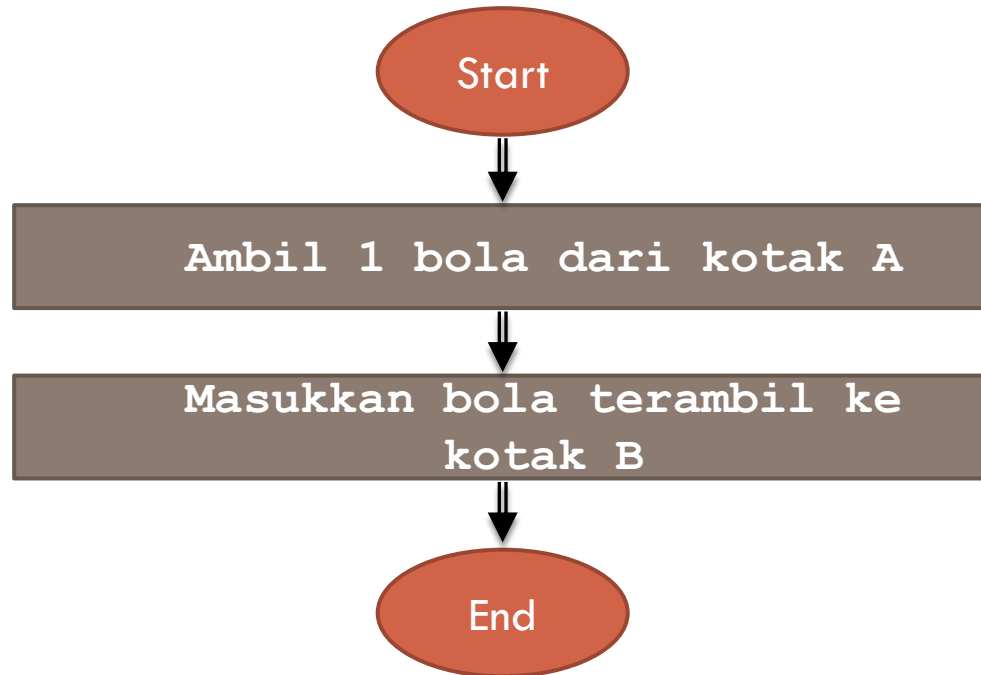 Start
Ambil 1 bola dari kotak A
Masukkan bola terambil ke
kotak B
End